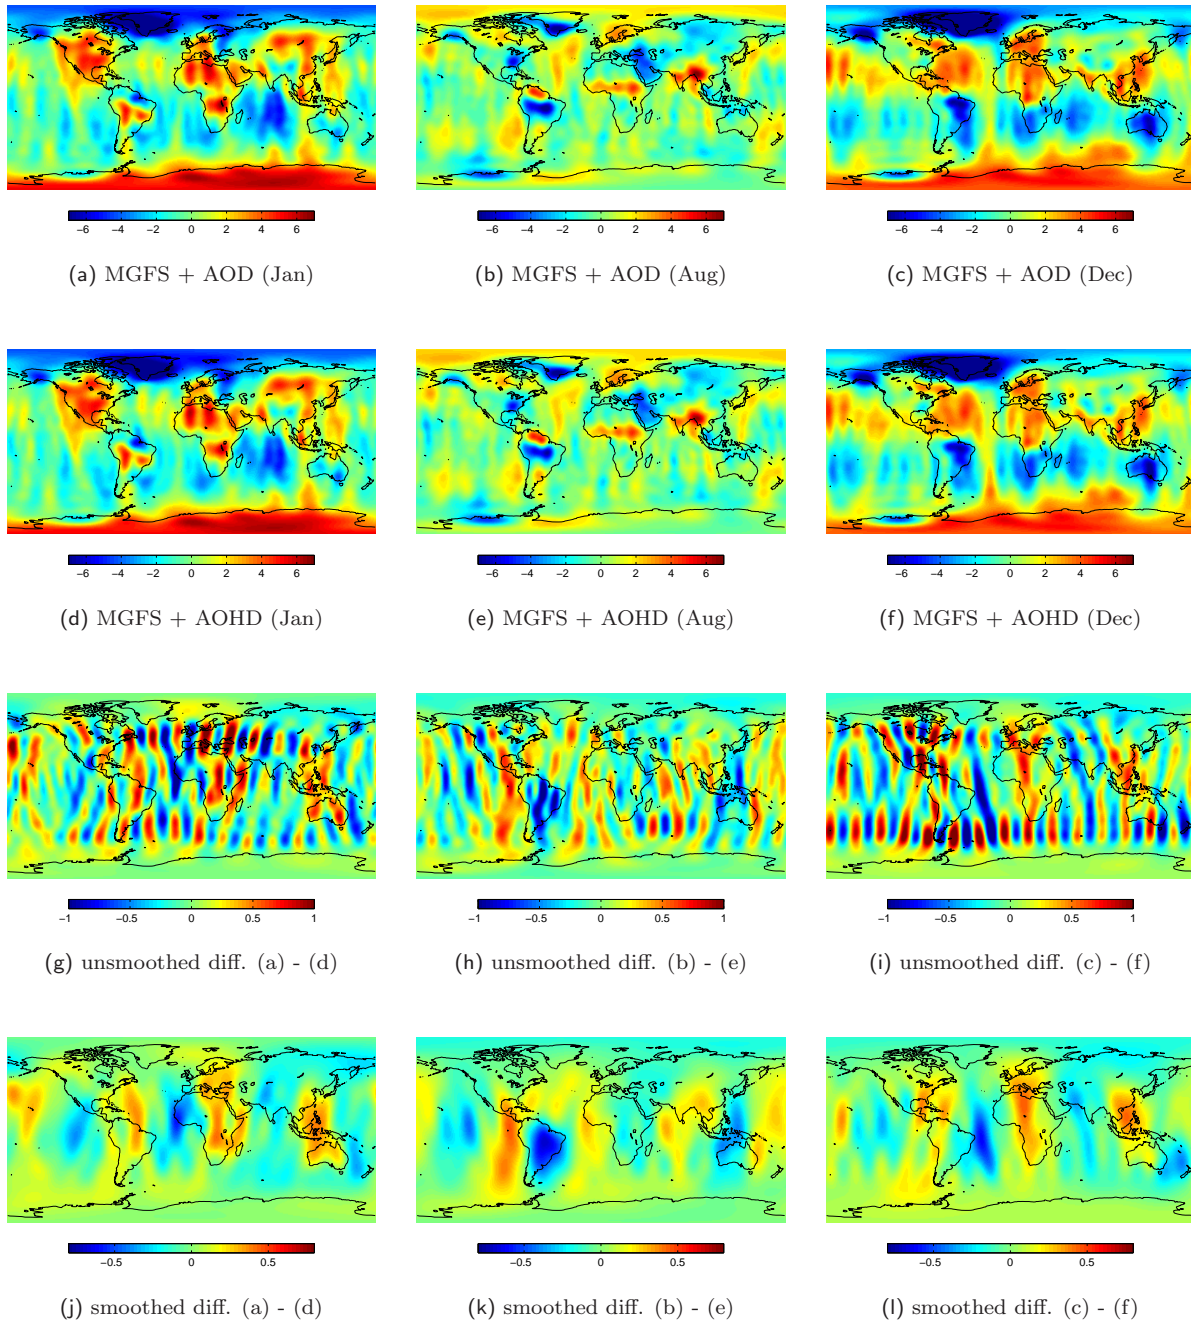 −6 −4 −2 0 2 4 6 −6 −4 −2 0 2 4 6 −6 −4 −2 0 2 4 6
(a) MGFS + AOD (Jan) (b) MGFS + AOD (Aug) (c) MGFS + AOD (Dec)
−6 −4 −2 0 2 4 6 −6 −4 −2 0 2 4 6 −6 −4 −2 0 2 4 6
(d) MGFS + AOHD (Jan) (e) MGFS + AOHD (Aug) (f) MGFS + AOHD (Dec)
−1 −0.5 0 0.5 1 −1 −0.5 0 0.5 1 −1 −0.5 0 0.5 1
(g) unsmoothed diff. (a) - (d) (h) unsmoothed diff. (b) - (e) (i) unsmoothed diff. (c) - (f)
−0.5 0 0.5 −0.5 0 0.5 −0.5 0 0.5
(j) smoothed diff. (a) - (d) (k) smoothed diff. (b) - (e) (l) smoothed diff. (c) - (f)